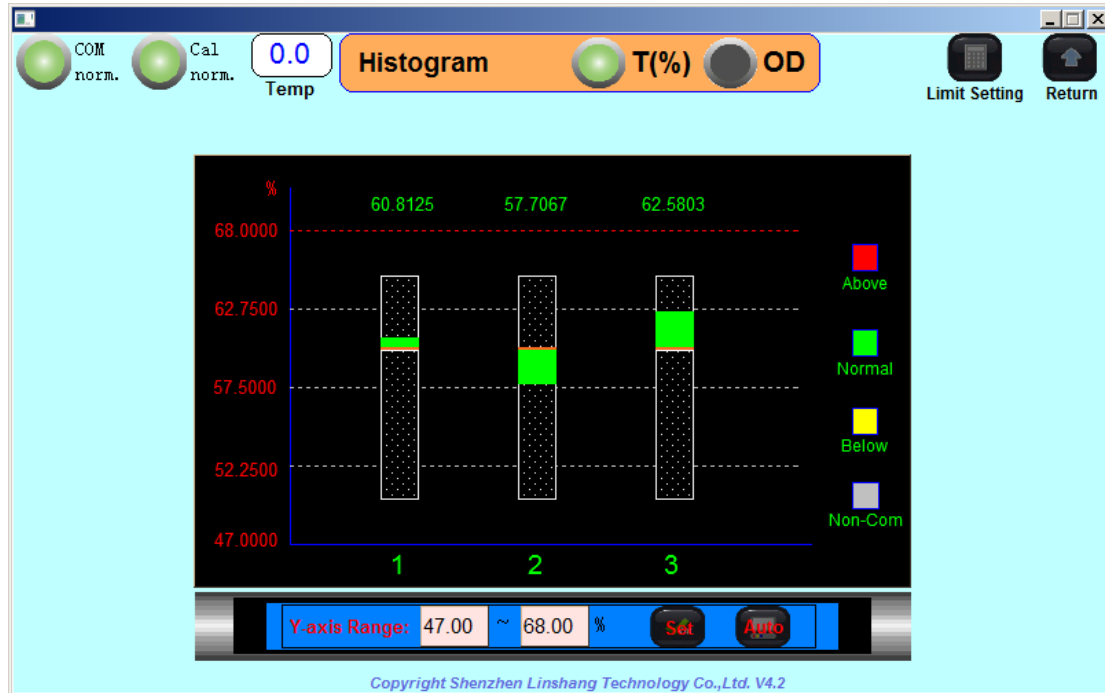 COM
norm.
Cal
norm.
0.0
Temp
Histogram
T(%)
OD
Limit Setting
Return
%
60.8125
57.7067
62.5803
68.0000
62.7500
57.5000
52.2500
47.0000
1
2
3
Above
Normal
Below
Non-Com
Y-axis Range: 47.00 ~ 68.00 %
Set
Auto
Copyright Shenzhen Linshang Technology Co.,Ltd. V4.2